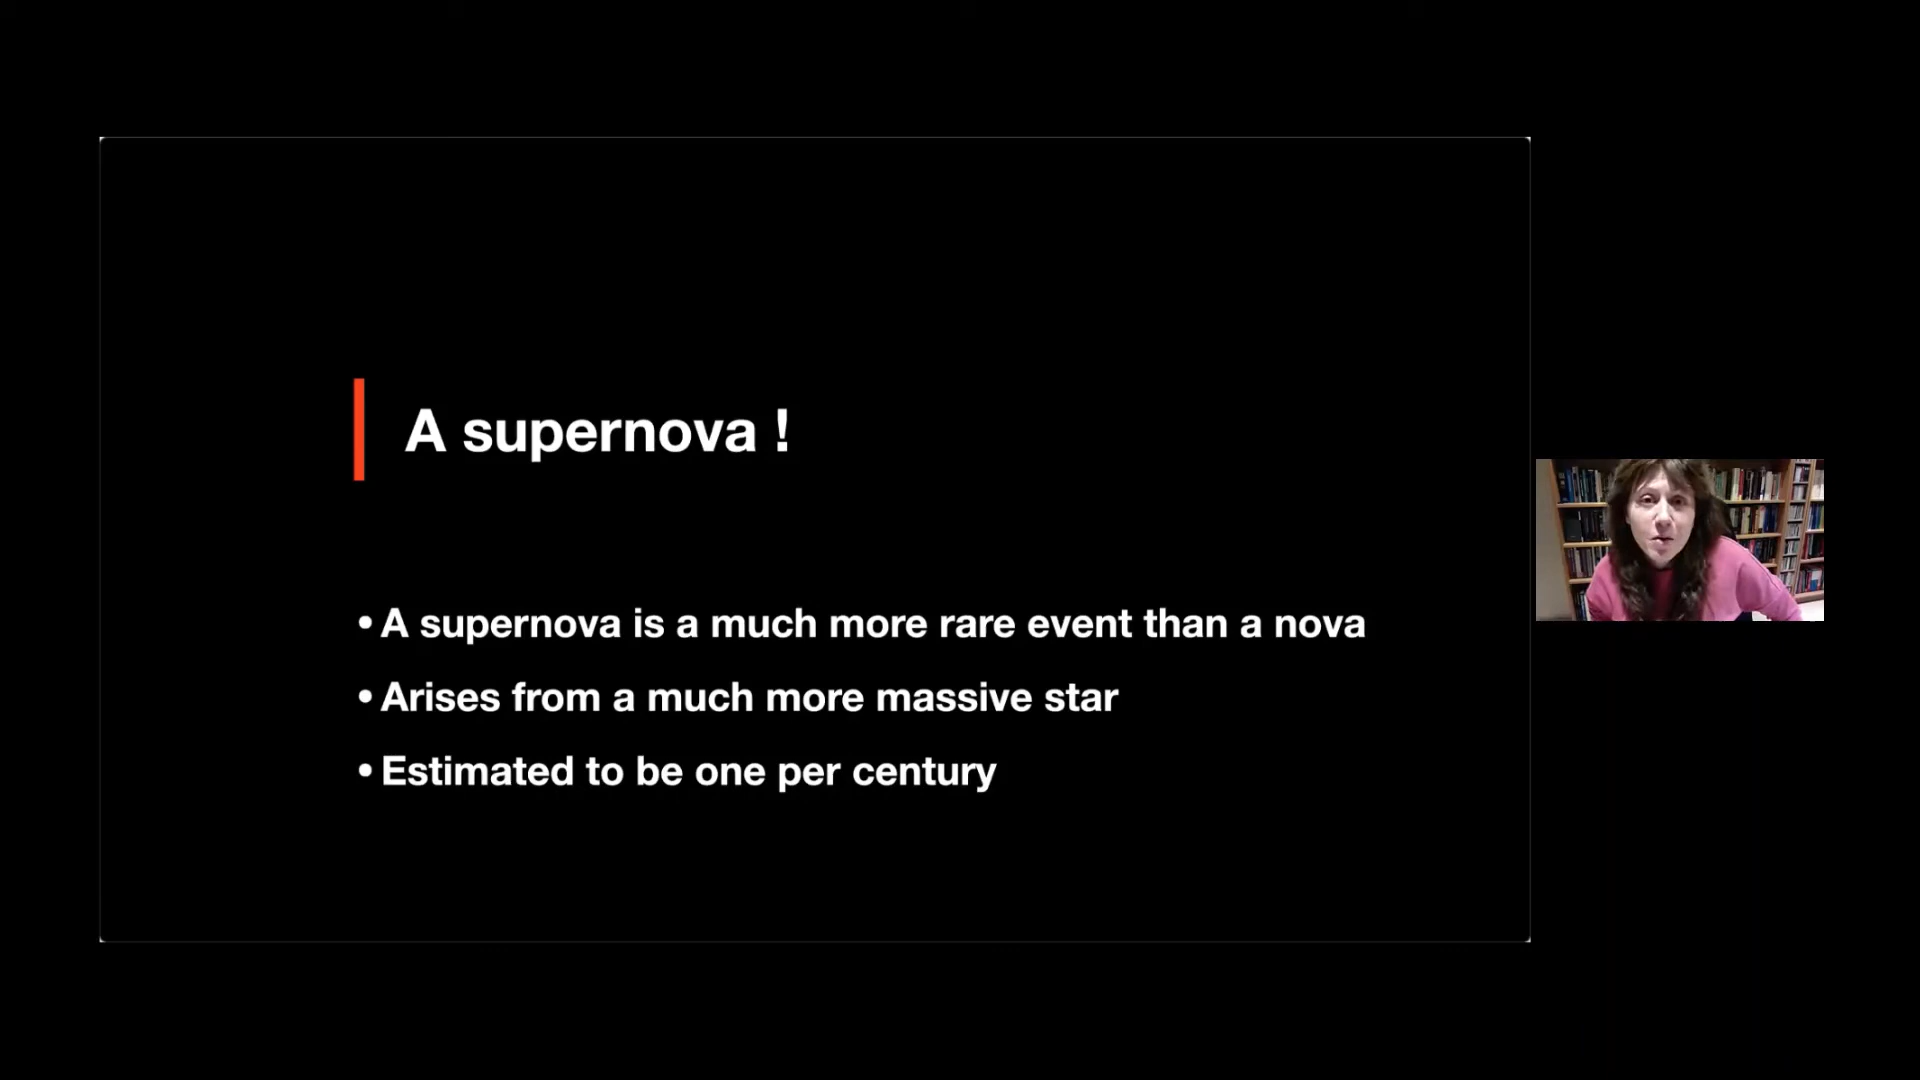 A supernova !
• A supernova is a much more rare event than a nova
• Arises from a much more massive star
• Estimated to be one per century